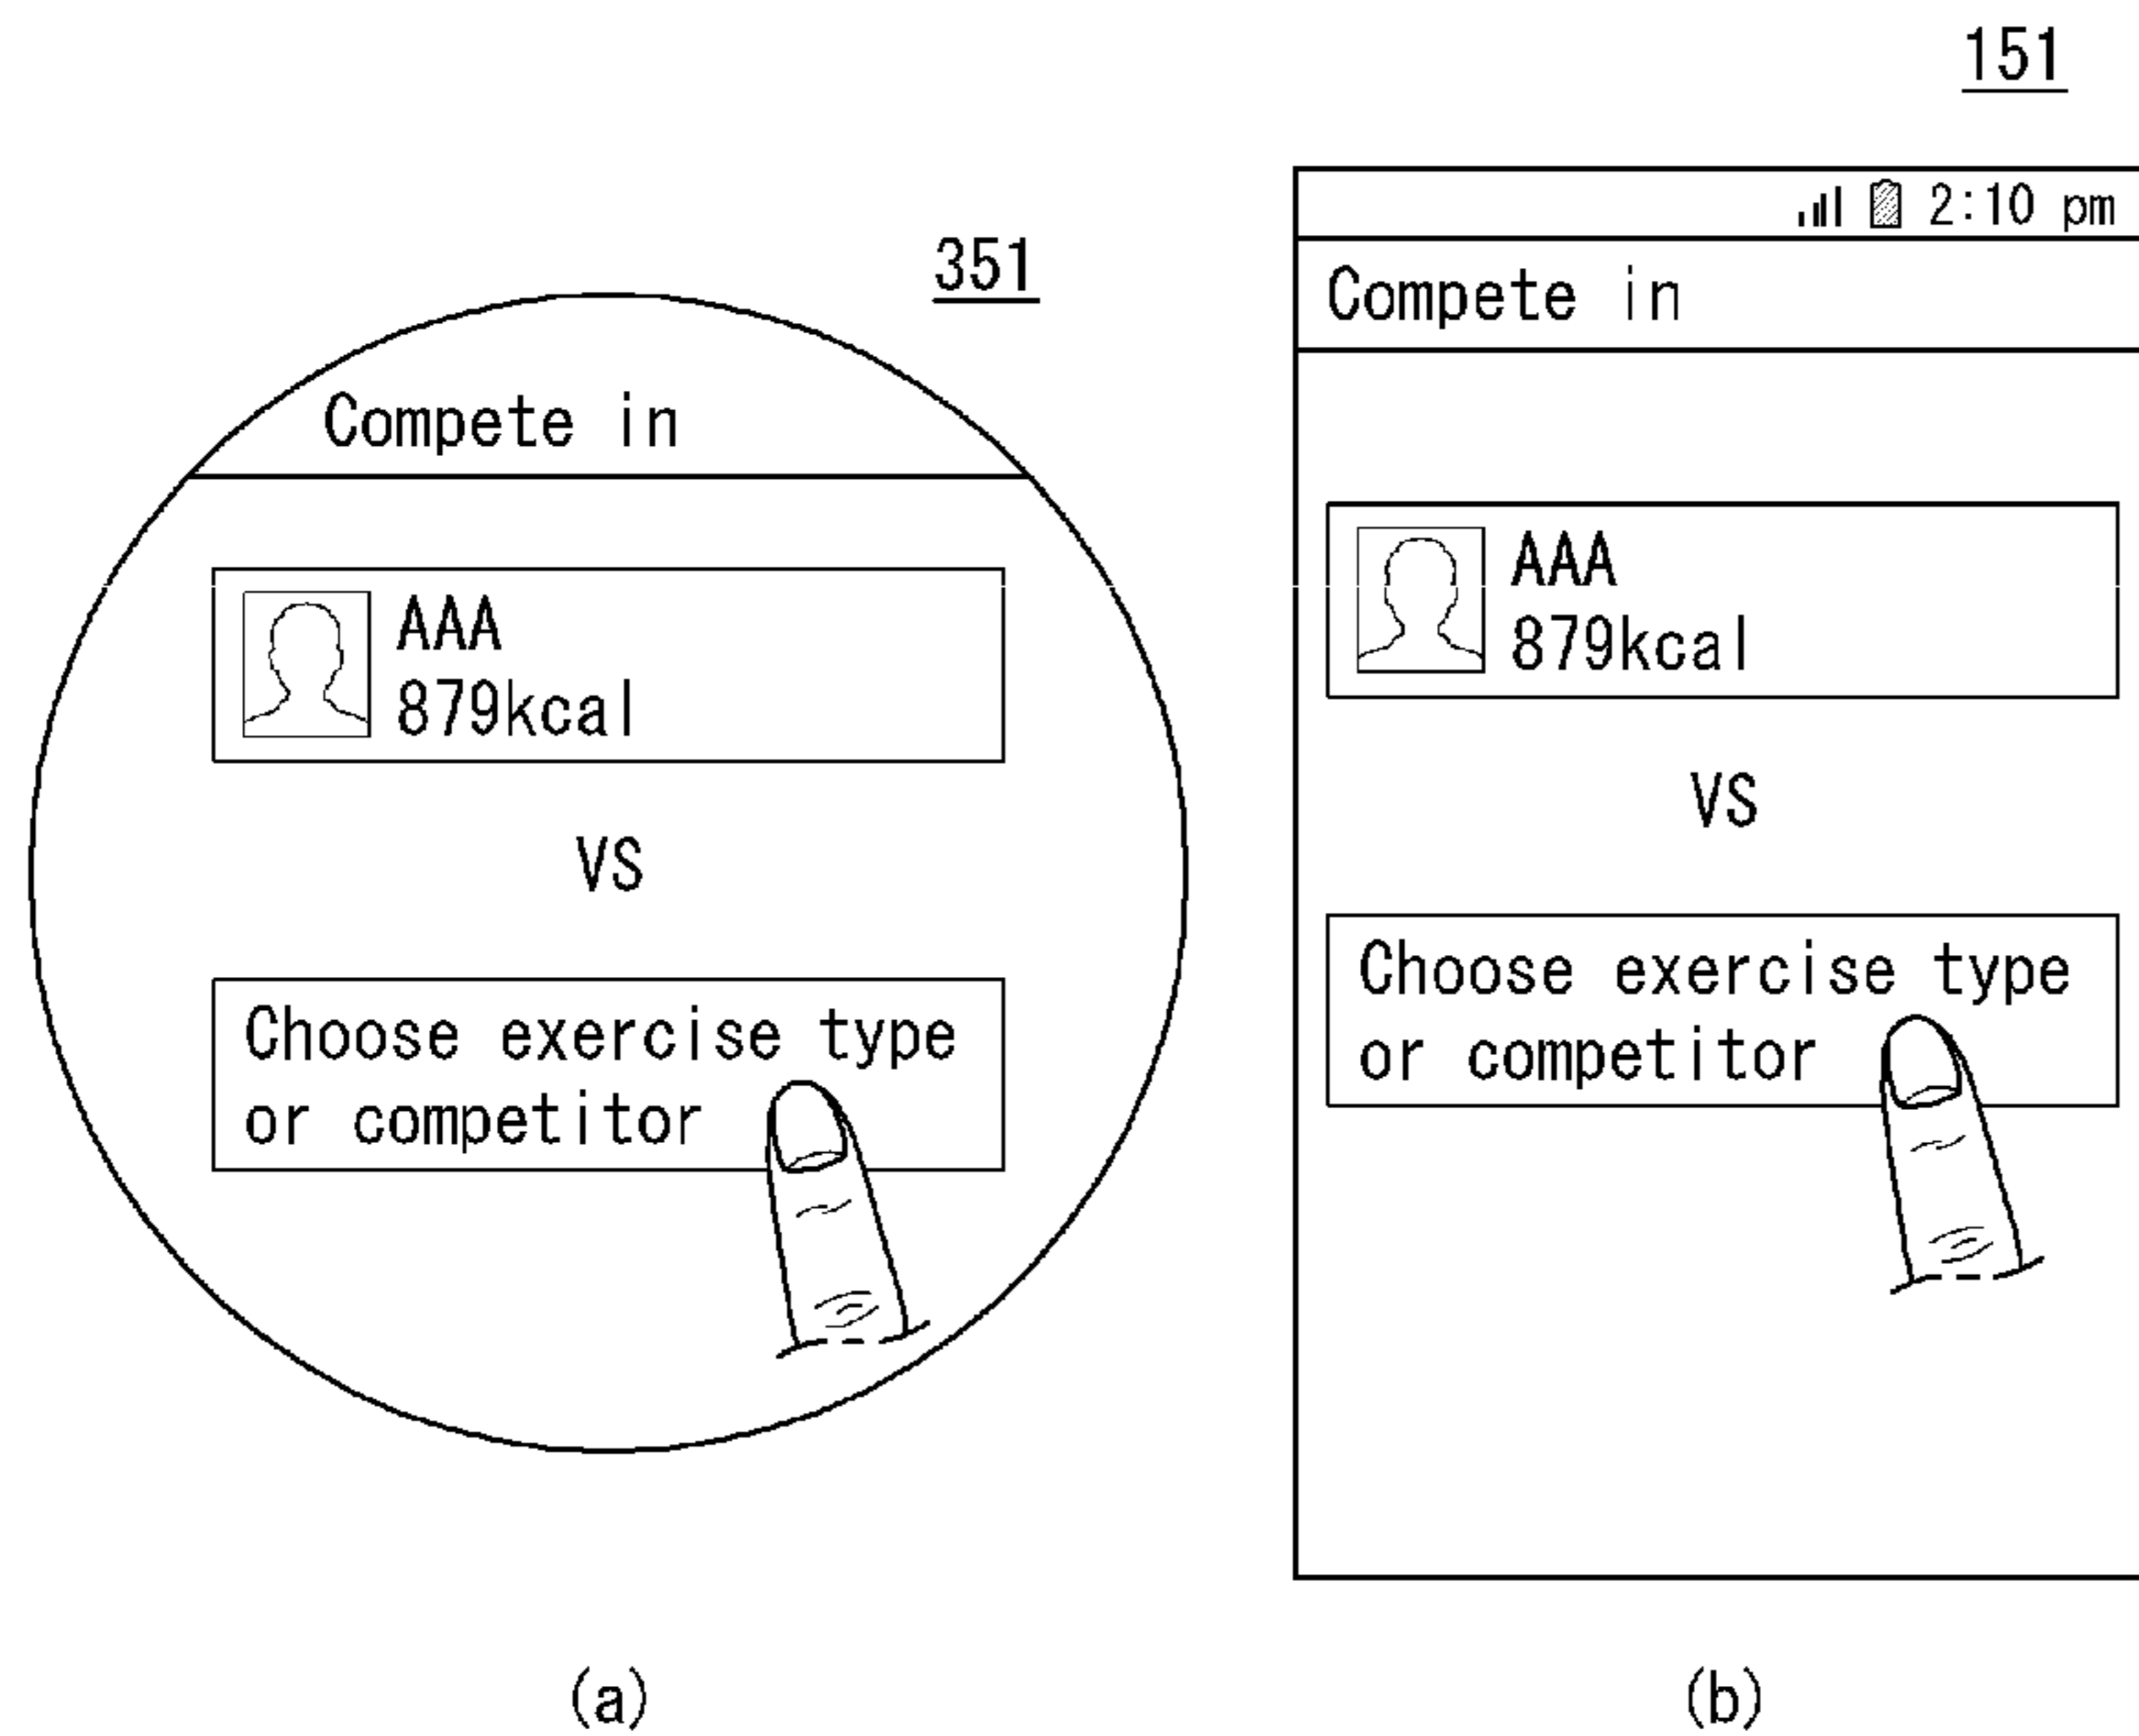 351
Compete in
AAA
879kcal
VS
Choose exercise type
or competitor
(a)
151
2:10 pm
Compete in
AAA
879kcal
VS
Choose exercise type
or competitor
(b)